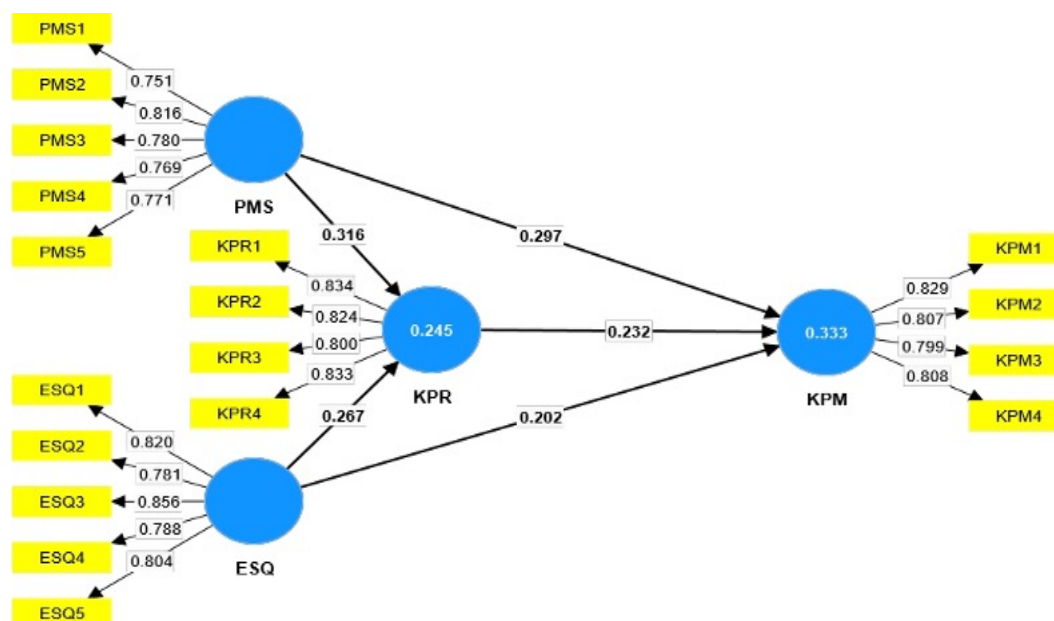 PMS1
PMS2
PMS3
PMS4
PMS5
0.751
0.816
0.780
0.769
0.771
PMS
0.316
0.297
KPR1
KPR2
KPR3
KPR4
0.834
0.824
0.800
0.833
0.245
KPR
0.232
0.333
KPM
0.829
0.807
0.799
0.808
KPM1
KPM2
KPM3
KPM4
ESQ1
ESQ2
ESQ3
ESQ4
ESQ5
0.820
0.781
0.856
0.788
0.804
0.267
0.202
ESQ